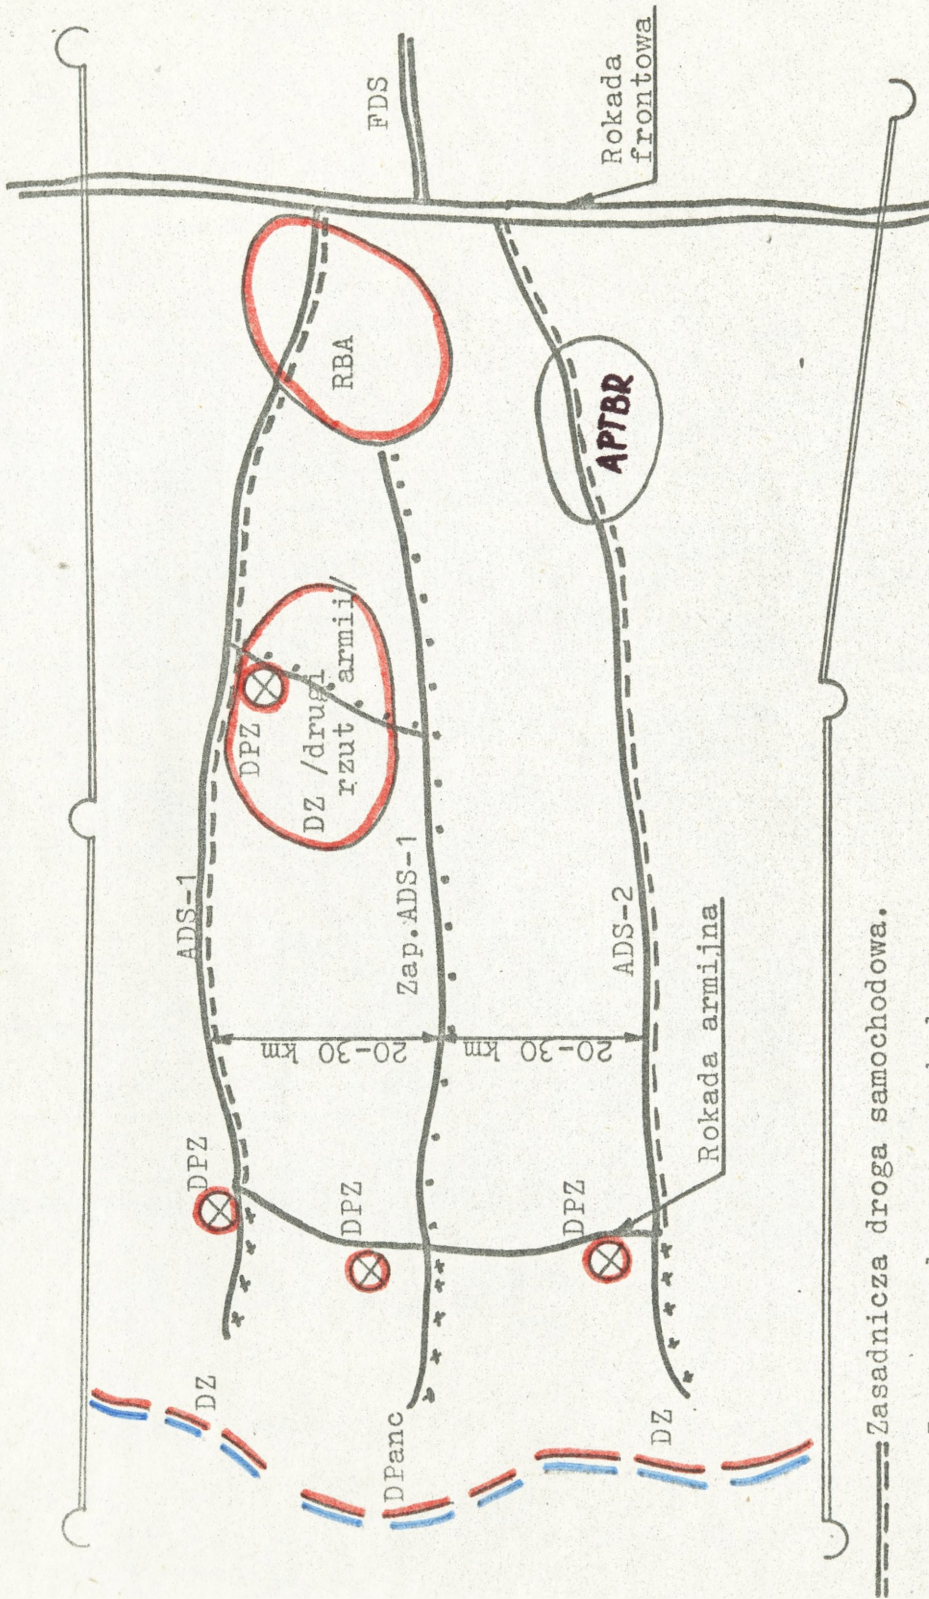 FDS
Rokada
frontowa
RBA
APTBR
DPZ
DZ /drugi
rzut armii/
ADS-1
Zap.ADS-1
ADS-2
20-30 km
20-30 km
Rokada armijna
DPZ
DPZ
DPZ
DZ
DPanc
DZ
Zasadnicza droga samochodowa.